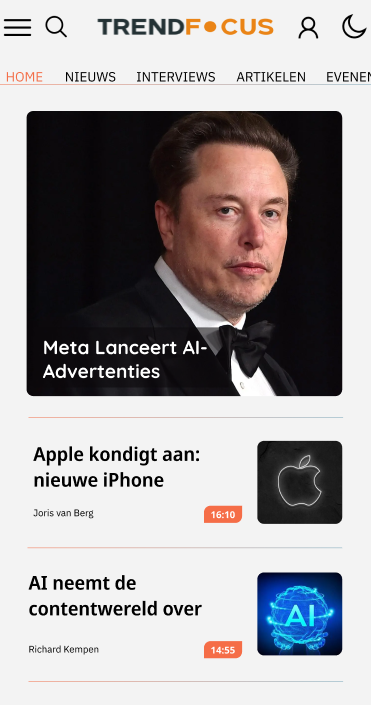 TRENDFOCUS
HOME NIEUWS INTERVIEWS ARTIKELEN EVENEN
Meta Lanceert AI-
Advertenties
Apple kondigt aan:
nieuwe iPhone
Joris van Berg
16:10
AI neemt de
contentwereld over
Richard Kempen
14:55
AI